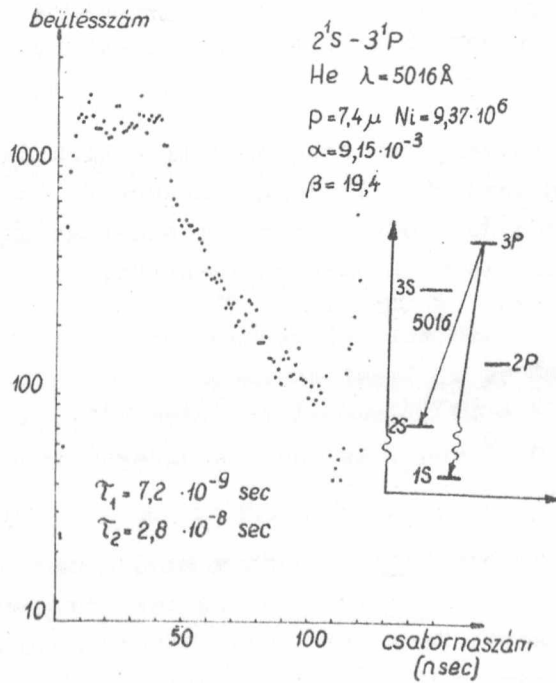 beütésszám
2¹S - 3¹P
He λ = 5016 Å
p = 7,4 μ Ni = 9,37·10⁶
α = 9,15·10⁻³
β = 19,4
1000
100
10
3P
3S
5016
2P
2S
1S
τ₁ = 7,2 ·10⁻⁹ sec
τ₂ = 2,8 ·10⁻⁸ sec
50
100
csatornaszám
(nsec)